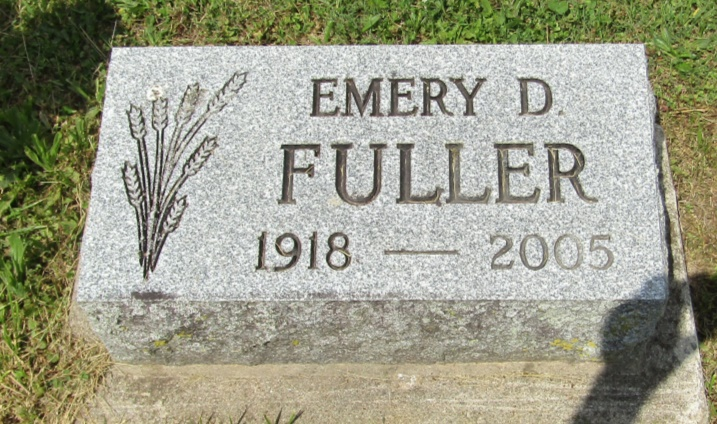 EMERY D.
FULLER
1918 — 2005